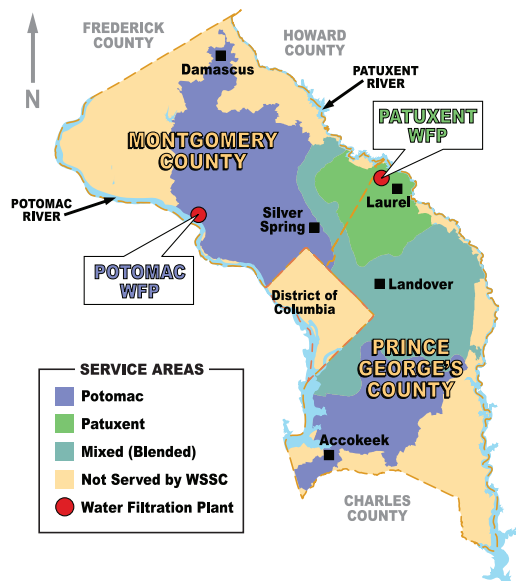 FREDERICK
COUNTY
HOWARD
COUNTY
N
Damascus
PATUXENT
RIVER
MONTGOMERY
COUNTY
PATUXENT
WFP
Laurel
POTOMAC
RIVER
Silver
Spring
POTOMAC
WFP
District of
Columbia
Landover
PRINCE
GEORGE'S
COUNTY
SERVICE AREAS
Potomac
Patuxent
Mixed (Blended)
Not Served by WSSC
Water Filtration Plant
Accokeek
CHARLES
COUNTY